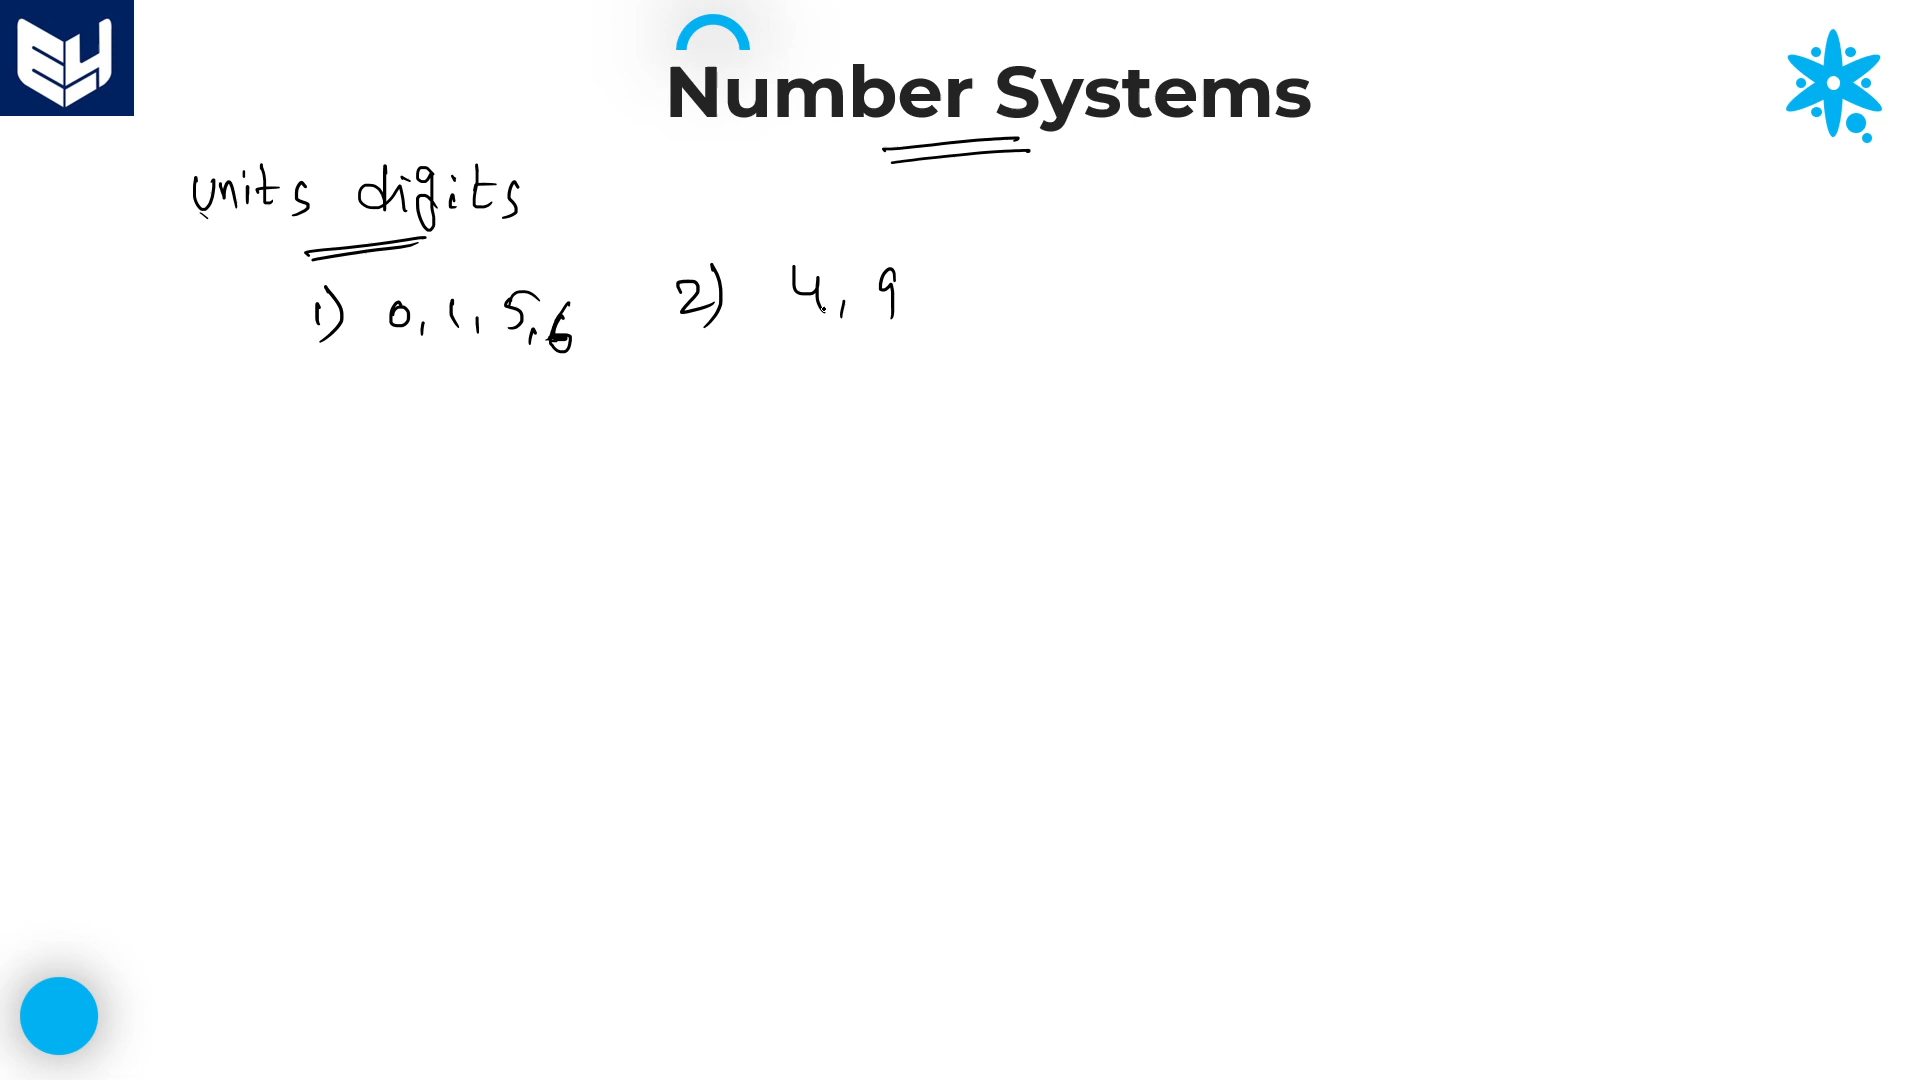 Number Systems
units digits
1) 0, 1, 5, 6 2) 4, 9